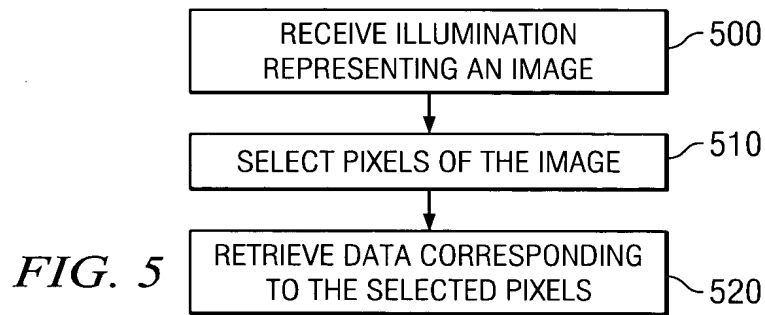 RECEIVE ILLUMINATION
REPRESENTING AN IMAGE
500
SELECT PIXELS OF THE IMAGE
510
RETRIEVE DATA CORRESPONDING
TO THE SELECTED PIXELS
520
FIG. 5